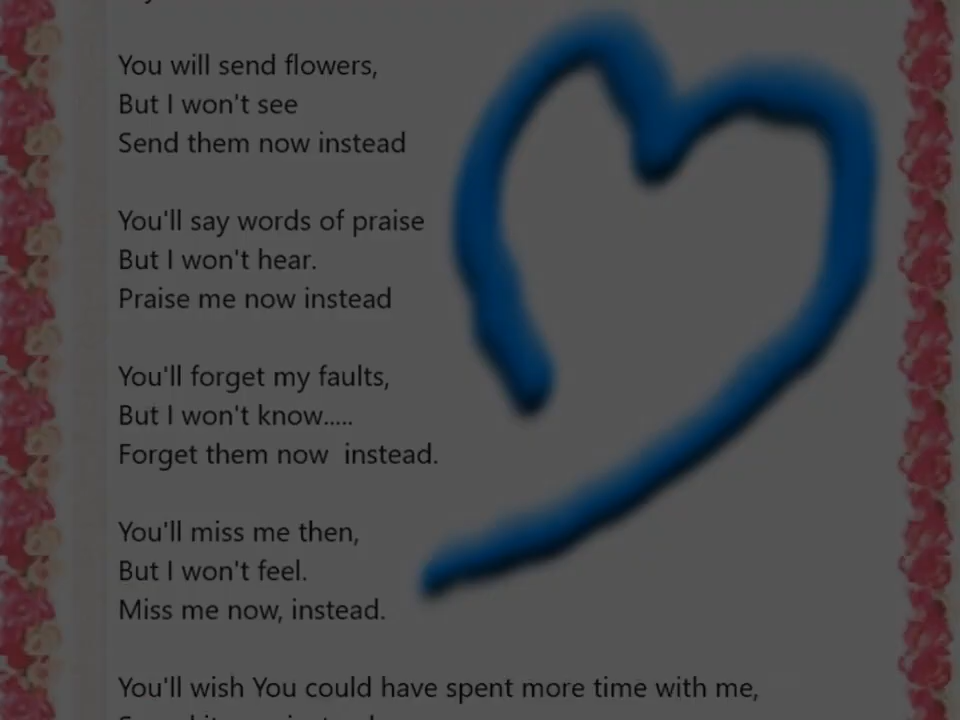 You will send flowers,
But I won't see
Send them now instead
You'll say words of praise
But I won't hear.
Praise me now instead
You'll forget my faults,
But I won't know.....
Forget them now  instead.
You'll miss me then,
But I won't feel.
Miss me now, instead.
You'll wish You could have spent more time with me,